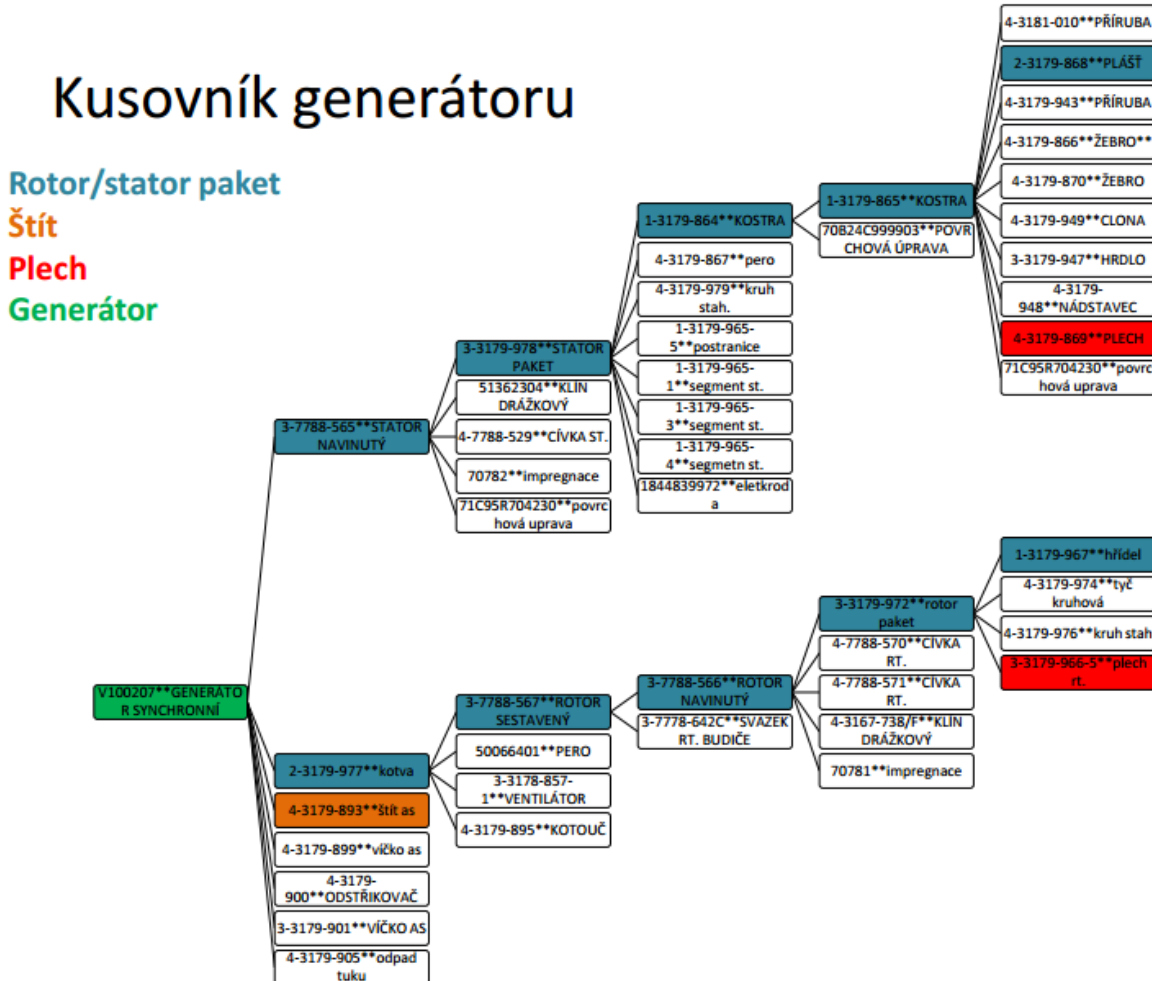 Kusovník generátoru
Rotor/stator paket
Štít
Plech
Generátor
V100207**GENERÁTO
R SYNCHRONNÍ
3-7788-565**STATOR
NAVINUTÝ
2-3179-977**kotva
4-3179-893**štít as
4-3179-899**víčko as
4-3179-
900**ODSTŘIKOVAČ
3-3179-901**VÍČKO AS
4-3179-905**odpad
tuku
3-3179-978**STATOR
PAKET
51362304**KLÍN
DRÁŽKOVÝ
4-7788-529**CÍVKA ST.
70782**impregnace
71C95R704230**povrc
hová uprava
3-7788-567**ROTOR
SESTAVENÝ
50066401**PERO
3-3178-857-
1**VENTILÁTOR
4-3179-895**KOTOUČ
1-3179-864**KOSTRA
4-3179-867**pero
4-3179-979**kruh
stah.
1-3179-965-
5**postranice
1-3179-965-
1**segment st.
1-3179-965-
3**segment st.
1-3179-965-
4**segmetn st.
1844839972**eletkrod
a
3-7788-566**ROTOR
NAVINUTÝ
3-7778-642C**SVAZEK
RT. BUDIČE
1-3179-865**KOSTRA
70B24C999903**POVR
CHOVÁ ÚPRAVA
3-3179-972**rotor
paket
4-7788-570**CÍVKA
RT.
4-7788-571**CÍVKA
RT.
4-3167-738/F**KLÍN
DRÁŽKOVÝ
70781**impregnace
4-3181-010**PŘÍRUBA
2-3179-868**PLÁŠŤ
4-3179-943**PŘÍRUBA
4-3179-866**ŽEBRO**
4-3179-870**ŽEBRO
4-3179-949**CLONA
3-3179-947**HRDLO
4-3179-
948**NÁDSTAVEC
4-3179-869**PLECH
71C95R704230**povrc
hová uprava
1-3179-967**hřídel
4-3179-974**tyč
kruhová
4-3179-976**kruh stah
3-3179-966-5**plech
rt.